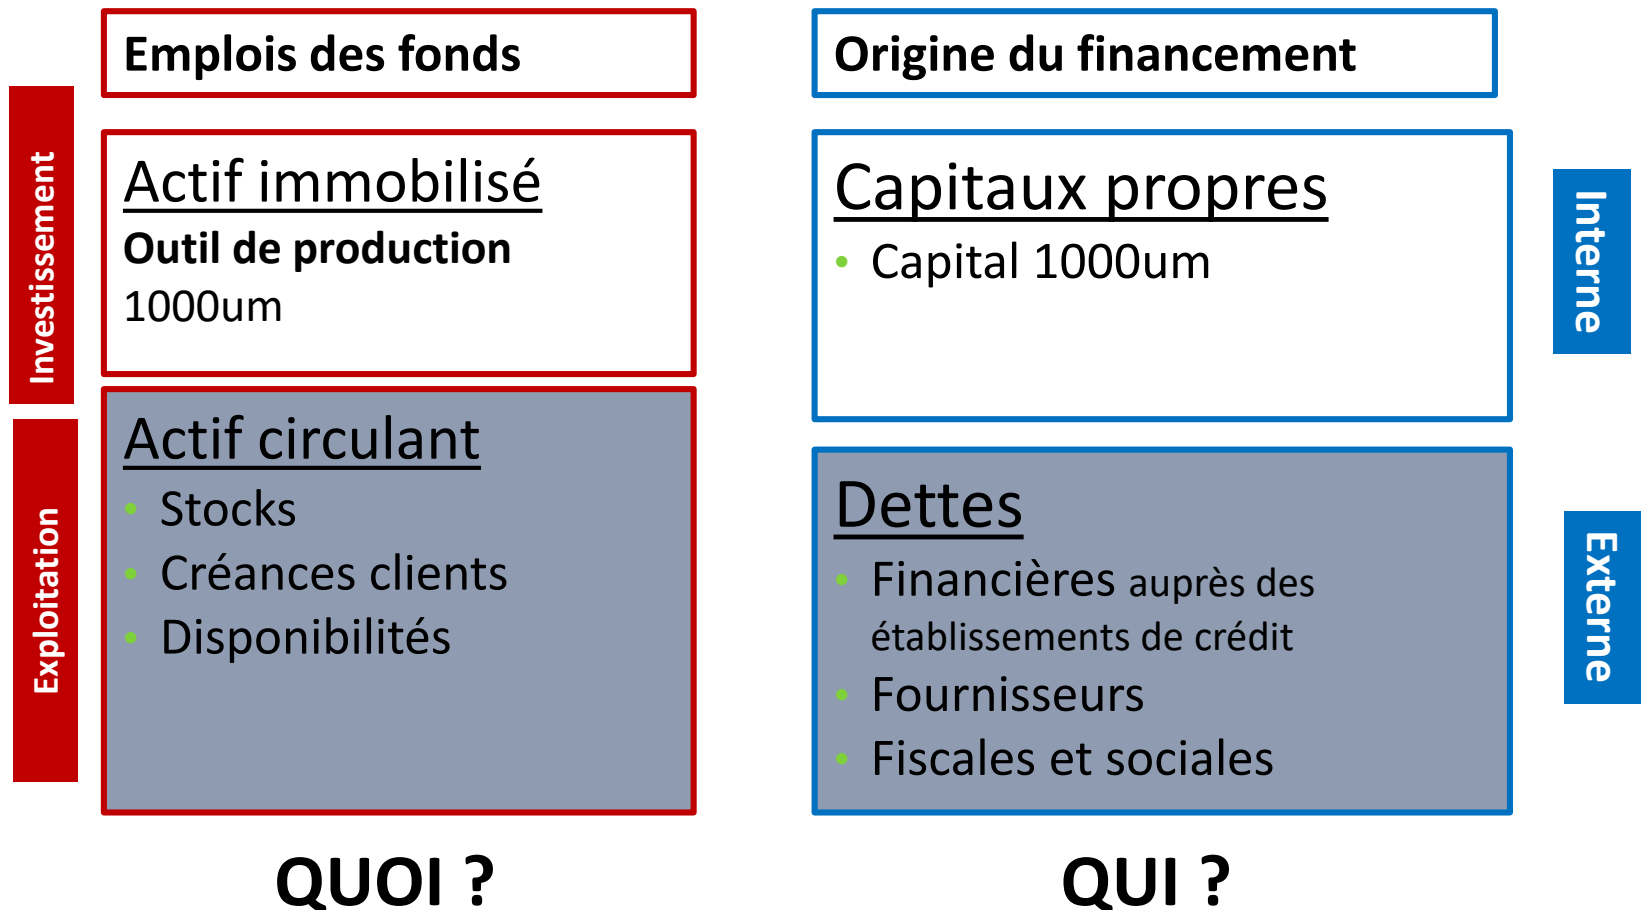 Emplois des fonds
Origine du financement
Investissement
Actif immobilisé
Outil de production
1000um
Capitaux propres
• Capital 1000um
Interne
Exploitation
Actif circulant
• Stocks
• Créances clients
• Disponibilités
Dettes
• Financières auprès des
établissements de crédit
• Fournisseurs
• Fiscales et sociales
Externe
QUOI ?
QUI ?